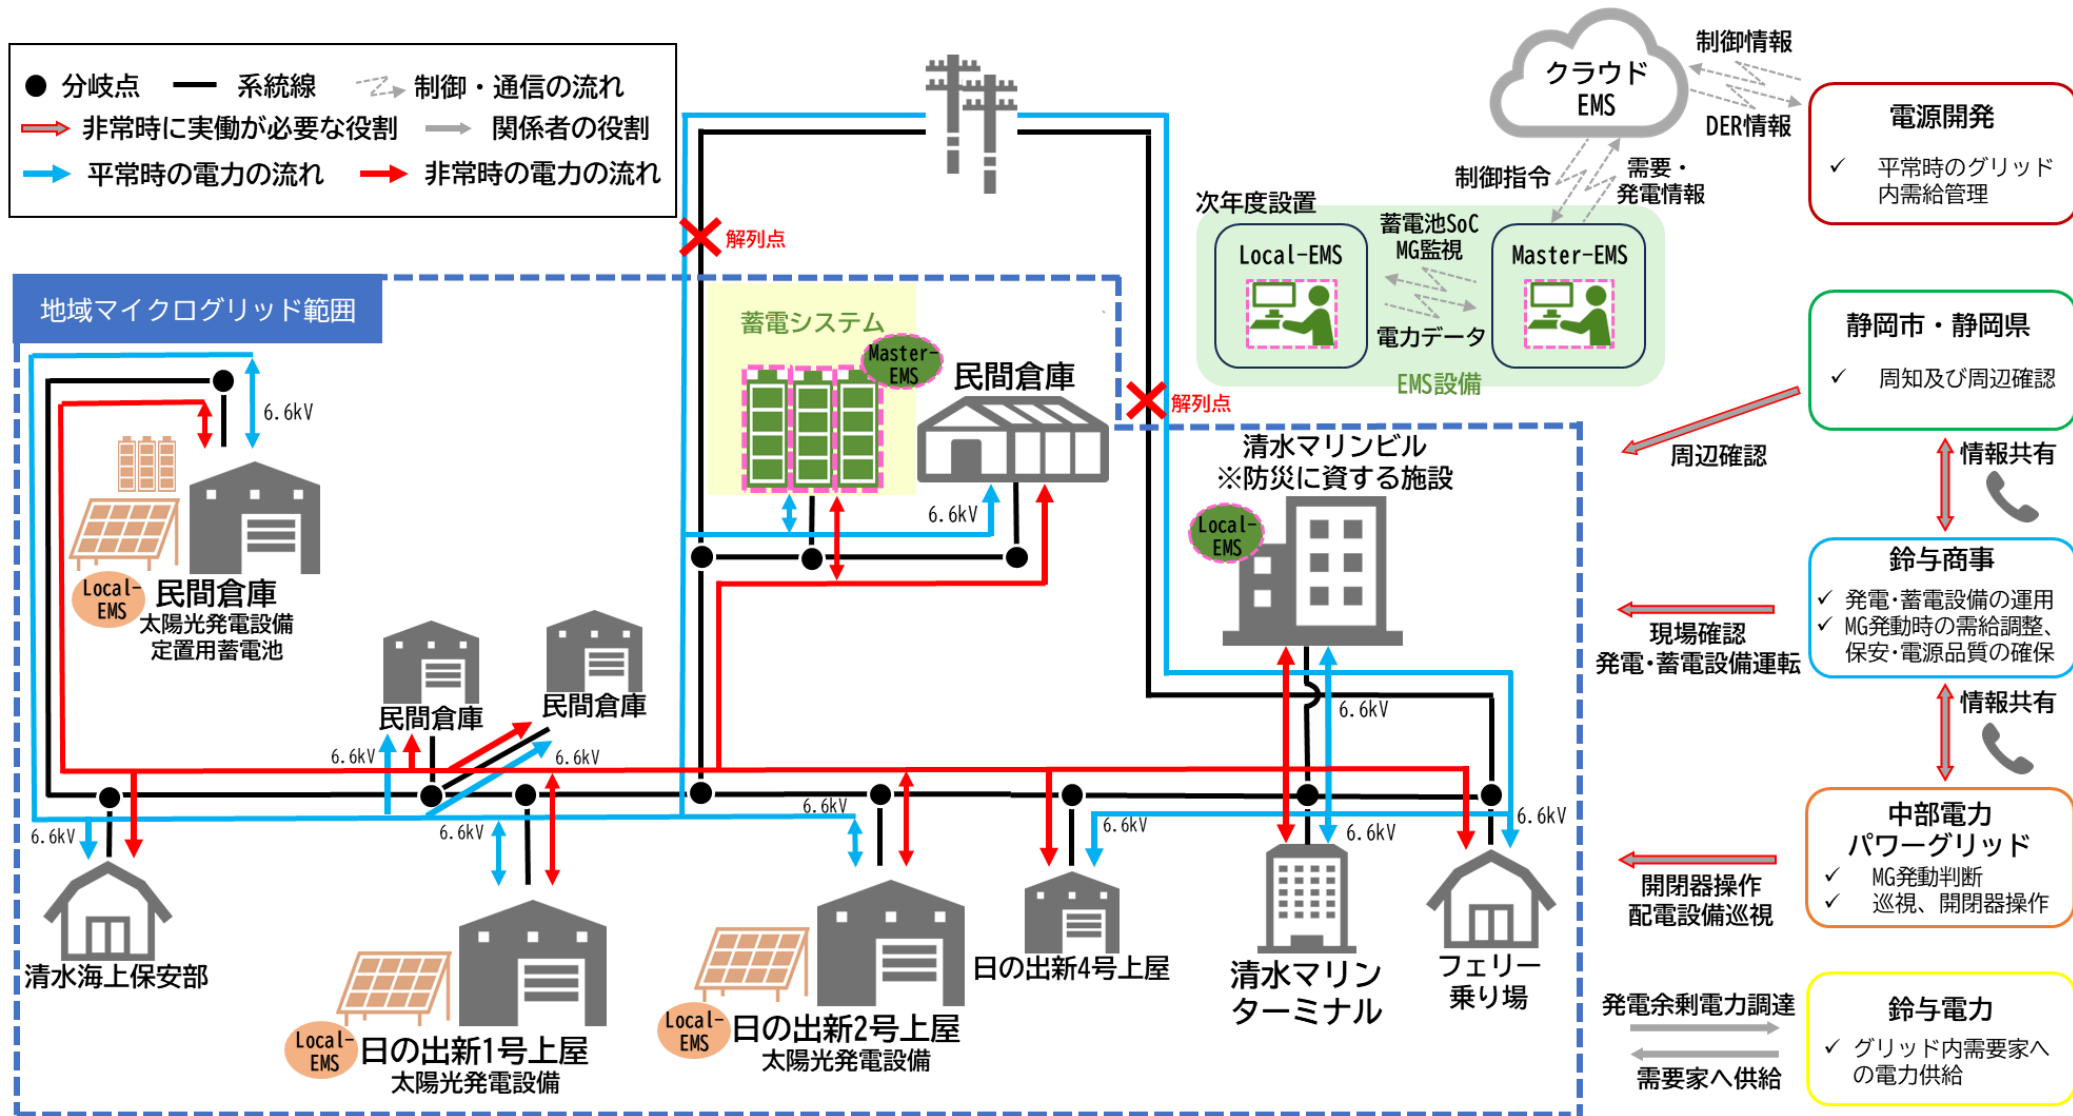 分岐点
系統線
制御・通信の流れ
非常時に実働が必要な役割
関係者の役割
平常時の電力の流れ
非常時の電力の流れ
クラウド
EMS
制御情報
DER情報
制御指令
需要・
発電情報
次年度設置
Local-EMS
蓄電池SoC
MG監視
Master-EMS
電力データ
EMS設備
解列点
解列点
地域マイクログリッド範囲
6.6kV
Local-
EMS
民間倉庫
太陽光発電設備
定置用蓄電池
蓄電システム
Master-
EMS
民間倉庫
6.6kV
清水マリンビル
※防災に資する施設
Local-
EMS
6.6kV
民間倉庫
民間倉庫
6.6kV
6.6kV
6.6kV
6.6kV
6.6kV
6.6kV
6.6kV
6.6kV
清水海上保安部
Local-
EMS
日の出新1号上屋
太陽光発電設備
Local-
EMS
日の出新2号上屋
太陽光発電設備
日の出新4号上屋
清水マリン
ターミナル
フェリー
乗り場
電源開発
✓ 平常時のグリッド
内需給管理
静岡市・静岡県
✓ 周知及び周辺確認
周辺確認
情報共有
鈴与商事
✓ 発電・蓄電設備の運用
✓ MG発動時の需給調整、
保安・電源品質の確保
現場確認
発電・蓄電設備運転
情報共有
中部電力
パワーグリッド
✓ MG発動判断
✓ 巡視、開閉器操作
開閉器操作
配電設備巡視
発電余剰電力調達
需要家へ供給
鈴与電力
✓ グリッド内需要家へ
の電力供給